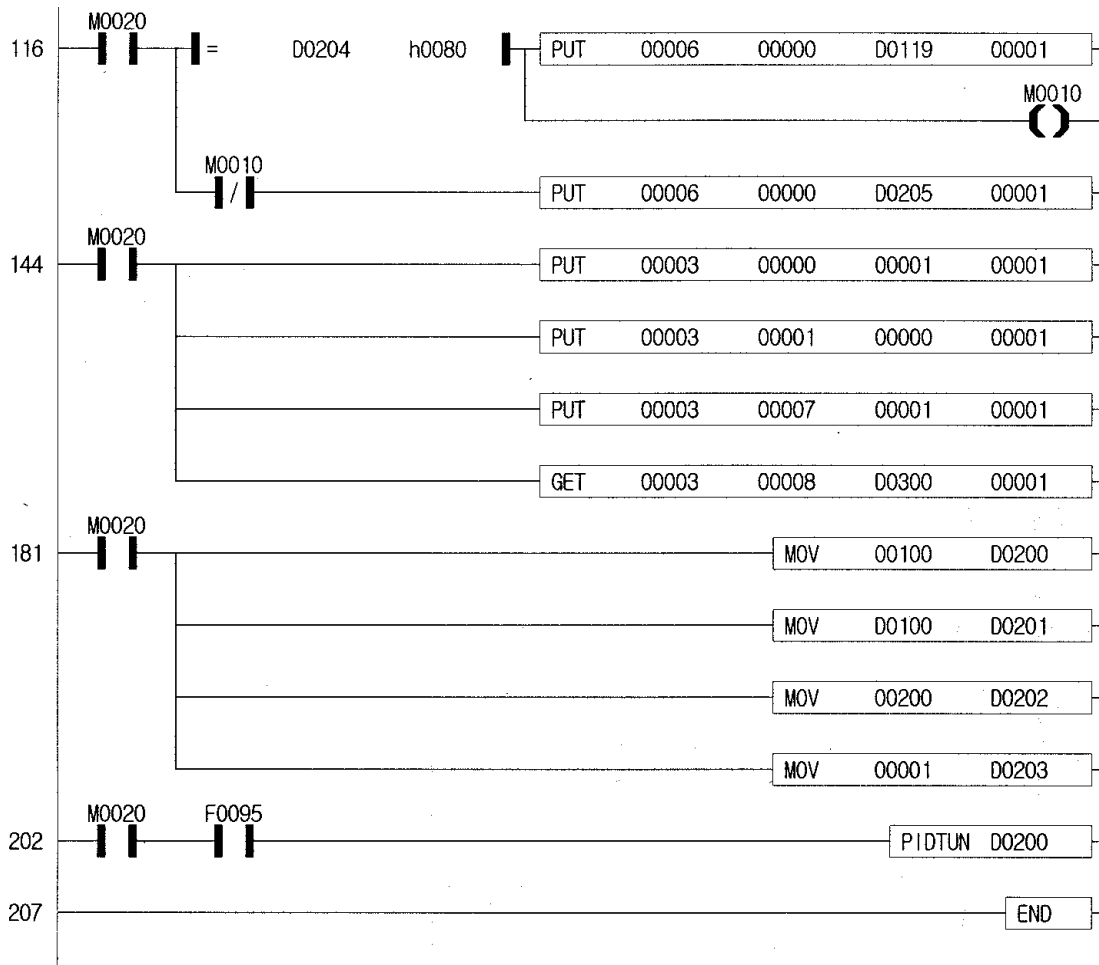 M0020
116 = D0204 h0080 PUT 00006 00000 D0119 00001
M0010
( )
M0010
/ PUT 00006 00000 D0205 00001
M0020
144 PUT 00003 00000 00001 00001
PUT 00003 00001 00000 00001
PUT 00003 00007 00001 00001
GET 00003 00008 D0300 00001
M0020
181 MOV 00100 D0200
MOV D0100 D0201
MOV 00200 D0202
MOV 00001 D0203
M0020 F0095
202 PIDTUN D0200
207 END